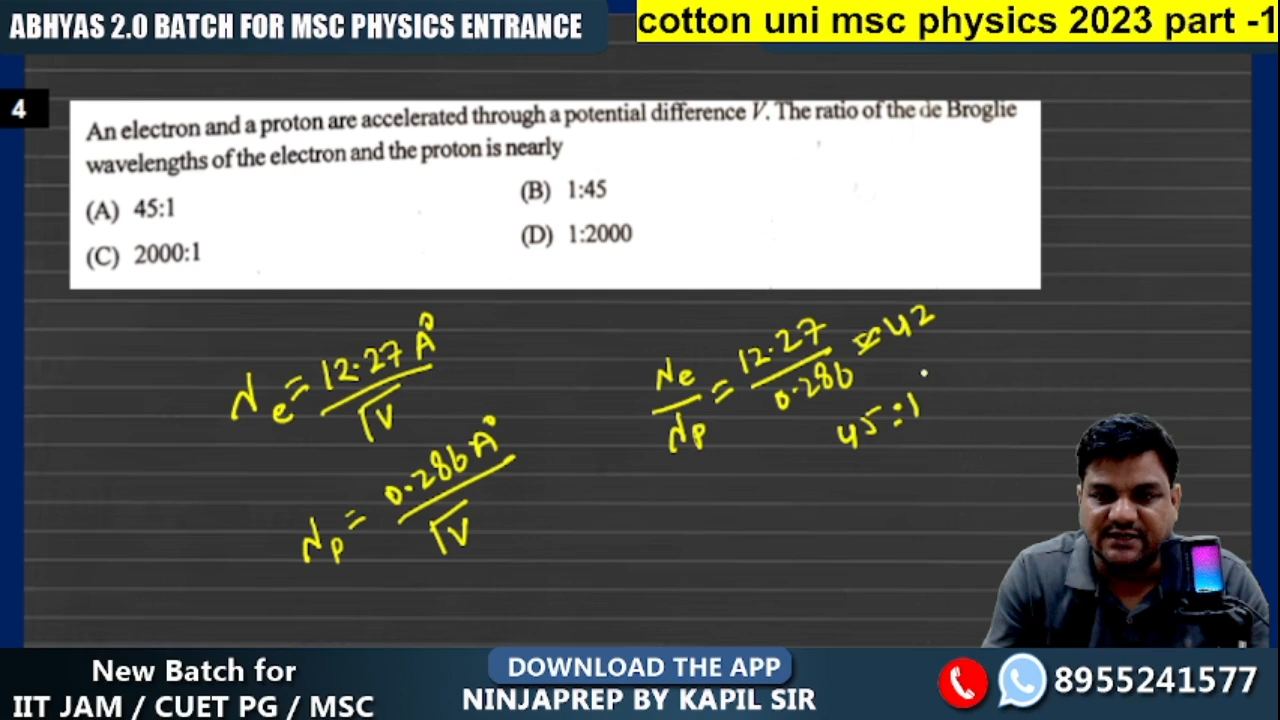 ABHYAS 2.0 BATCH FOR MSC PHYSICS ENTRANCE
cotton uni msc physics 2023 part -1
4
An electron and a proton are accelerated through a potential difference V. The ratio of the de Broglie
wavelengths of the electron and the proton is nearly
(A) 45:1
(B) 1:45
(C) 2000:1
(D) 1:2000
λe = 12.27 Å / √V
λp = 0.286 Å / √V
λe / λp = 12.27 / 0.286 ≈ 42
45:1
New Batch for
IIT JAM / CUET PG / MSC
DOWNLOAD THE APP
NINJAPREP BY KAPIL SIR
8955241577